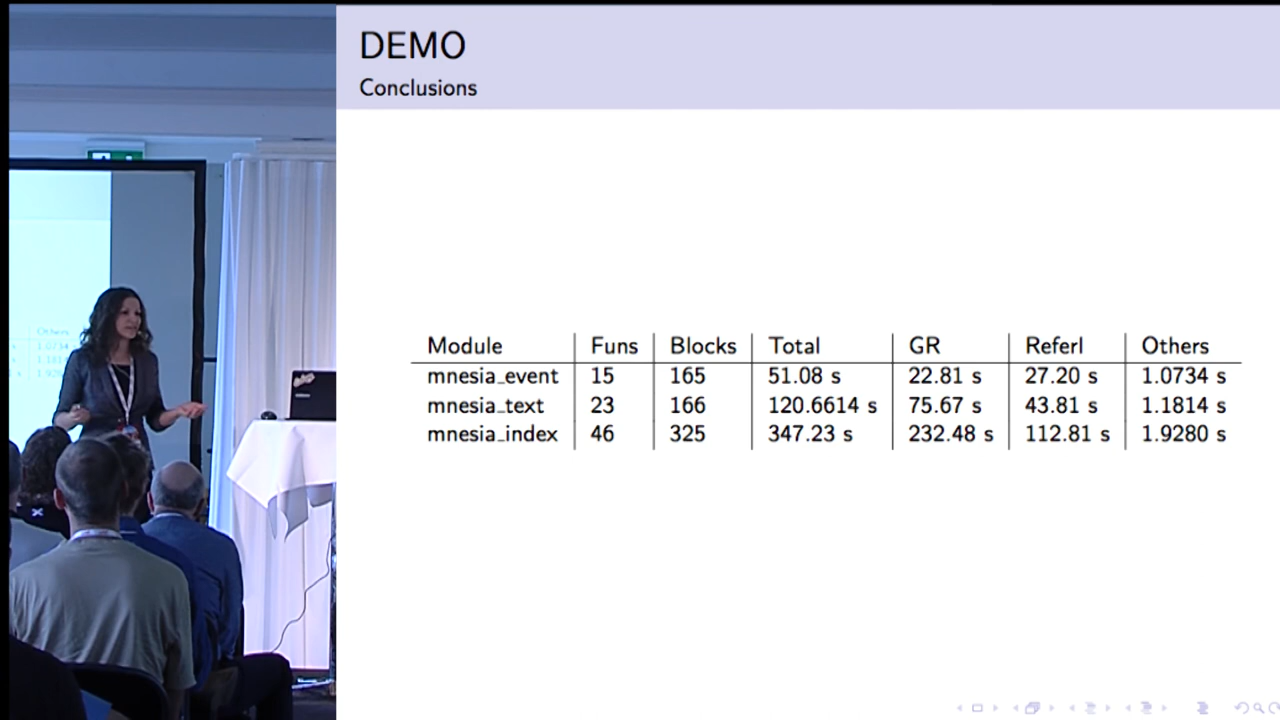 DEMO
Conclusions
Module Funs Blocks Total GR Referl Others
mnesia_event 15 165 51.08 s 22.81 s 27.20 s 1.0734 s
mnesia_text 23 166 120.6614 s 75.67 s 43.81 s 1.1814 s
mnesia_index 46 325 347.23 s 232.48 s 112.81 s 1.9280 s